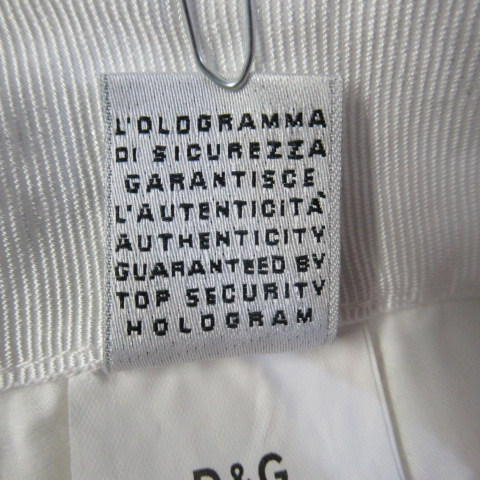 L'OLOGRAMMA
DI SICUREZZA
GARANTISCE
L'AUTENTICITÀ
AUTHENTICITY
GUARANTEED BY
TOP SECURITY
HOLOGRAM
D&G